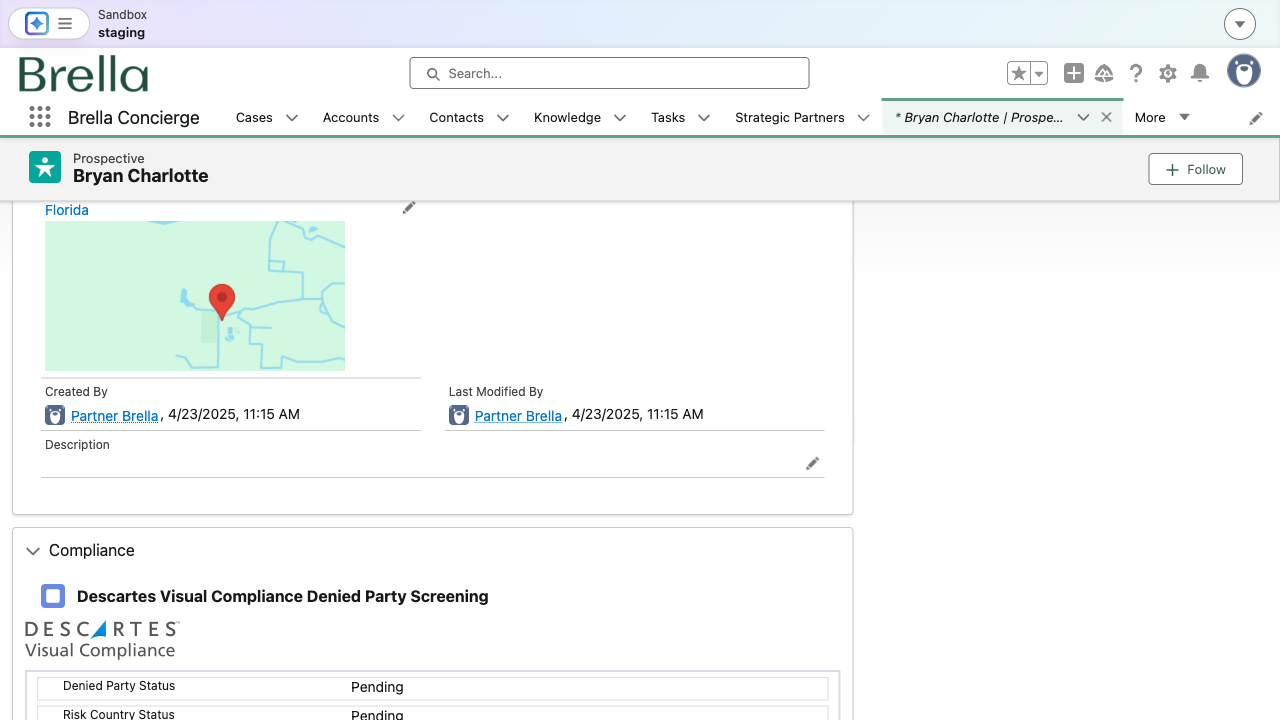 Sandbox
staging
Brella
Search...
Brella Concierge
Cases
Accounts
Contacts
Knowledge
Tasks
Strategic Partners
* Bryan Charlotte | Prospe...
More
Prospective
Bryan Charlotte
Follow
Florida
Created By
Last Modified By
Partner Brella, 4/23/2025, 11:15 AM
Partner Brella, 4/23/2025, 11:15 AM
Description
Compliance
Descartes Visual Compliance Denied Party Screening
DESCARTES™
Visual Compliance
Denied Party Status
Pending
Risk Country Status
Pending